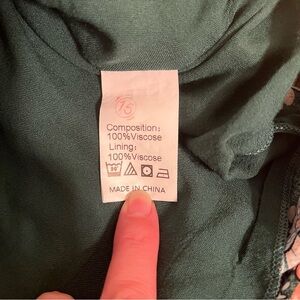 15
Composition:
100%Viscose
Lining:
100%Viscose
MADE IN CHINA